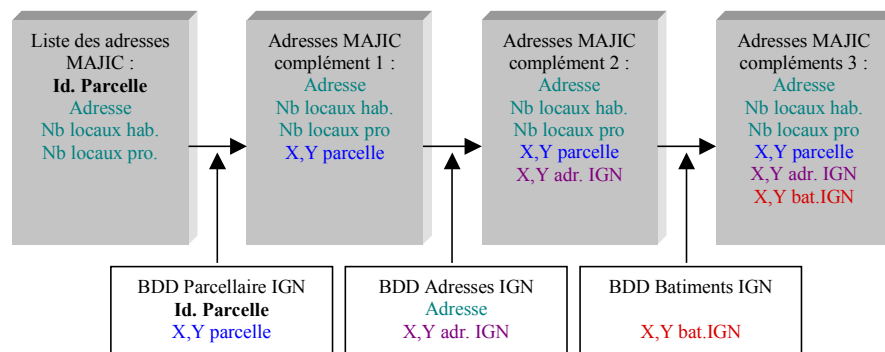 Liste des adresses
MAJIC :
Id. Parcelle
Adresse
Nb locaux hab.
Nb locaux pro.
Adresses MAJIC
complément 1 :
Adresse
Nb locaux hab.
Nb locaux pro
X,Y parcelle
Adresses MAJIC
complément 2 :
Adresse
Nb locaux hab.
Nb locaux pro
X,Y parcelle
X,Y adr. IGN
Adresses MAJIC
compléments 3 :
Adresse
Nb locaux hab.
Nb locaux pro
X,Y parcelle
X,Y adr. IGN
X,Y bat.IGN
BDD Parcellaire IGN
Id. Parcelle
X,Y parcelle
BDD Adresses IGN
Adresse
X,Y adr. IGN
BDD Batiments IGN
X,Y bat.IGN